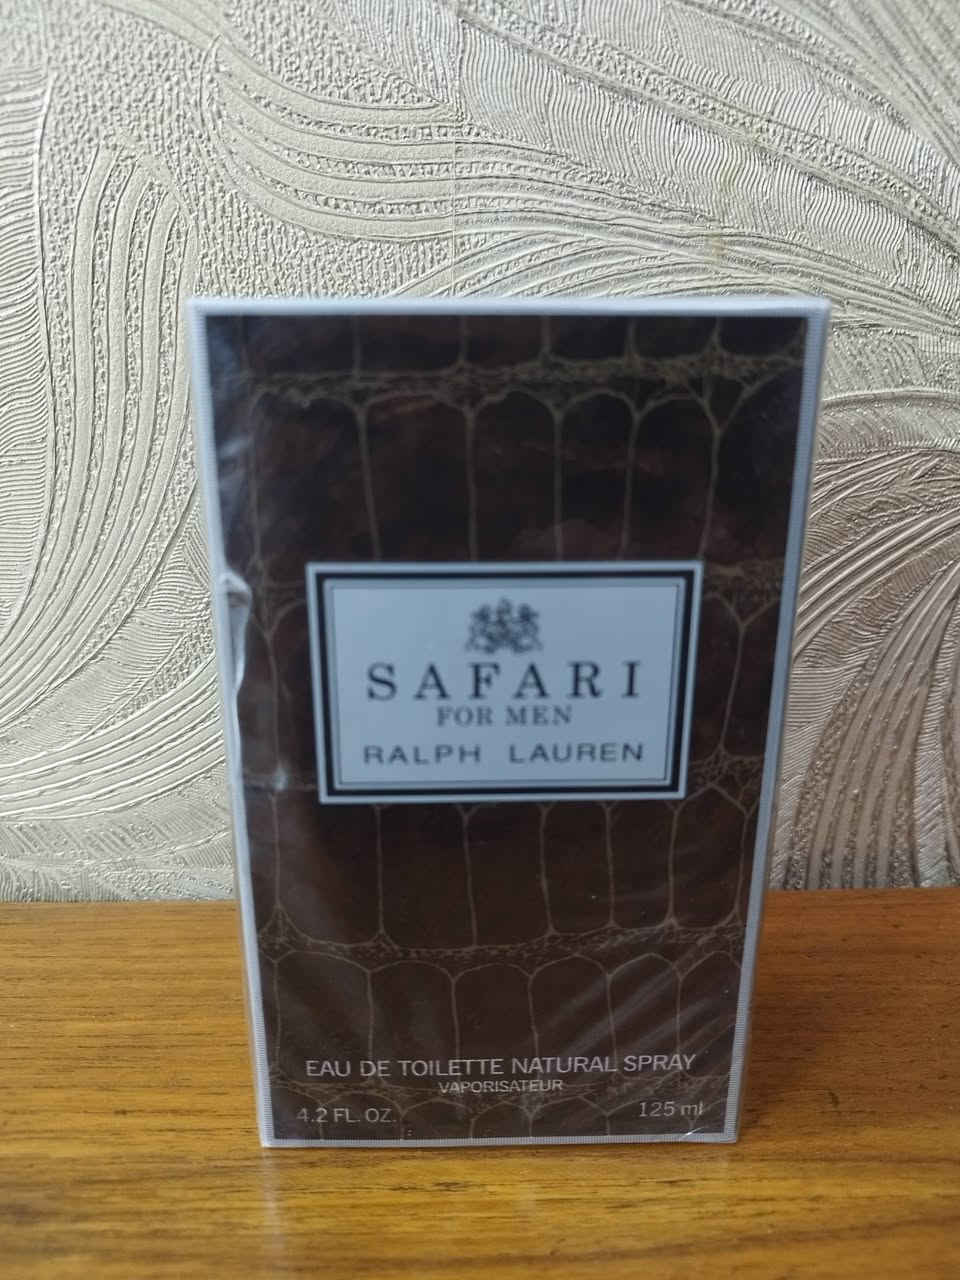 SAFARI
FOR MEN
RALPH LAUREN
EAU DE TOILETTE NATURAL SPRAY
VAPORISATEUR
4.2 FL. OZ. 125 ml